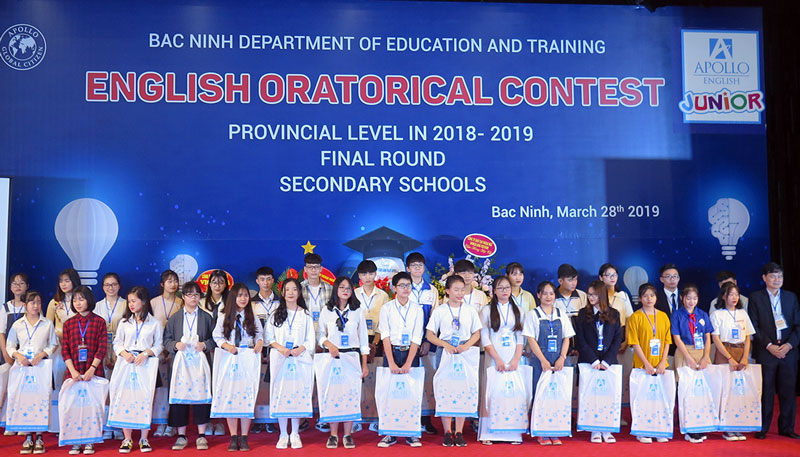 APOLLO
GLOBAL CITIZEN
BAC NINH DEPARTMENT OF EDUCATION AND TRAINING
ENGLISH ORATORICAL CONTEST
PROVINCIAL LEVEL IN 2018- 2019
FINAL ROUND
SECONDARY SCHOOLS
Bac Ninh, March 28th 2019
APOLLO
ENGLISH
JUNIOR